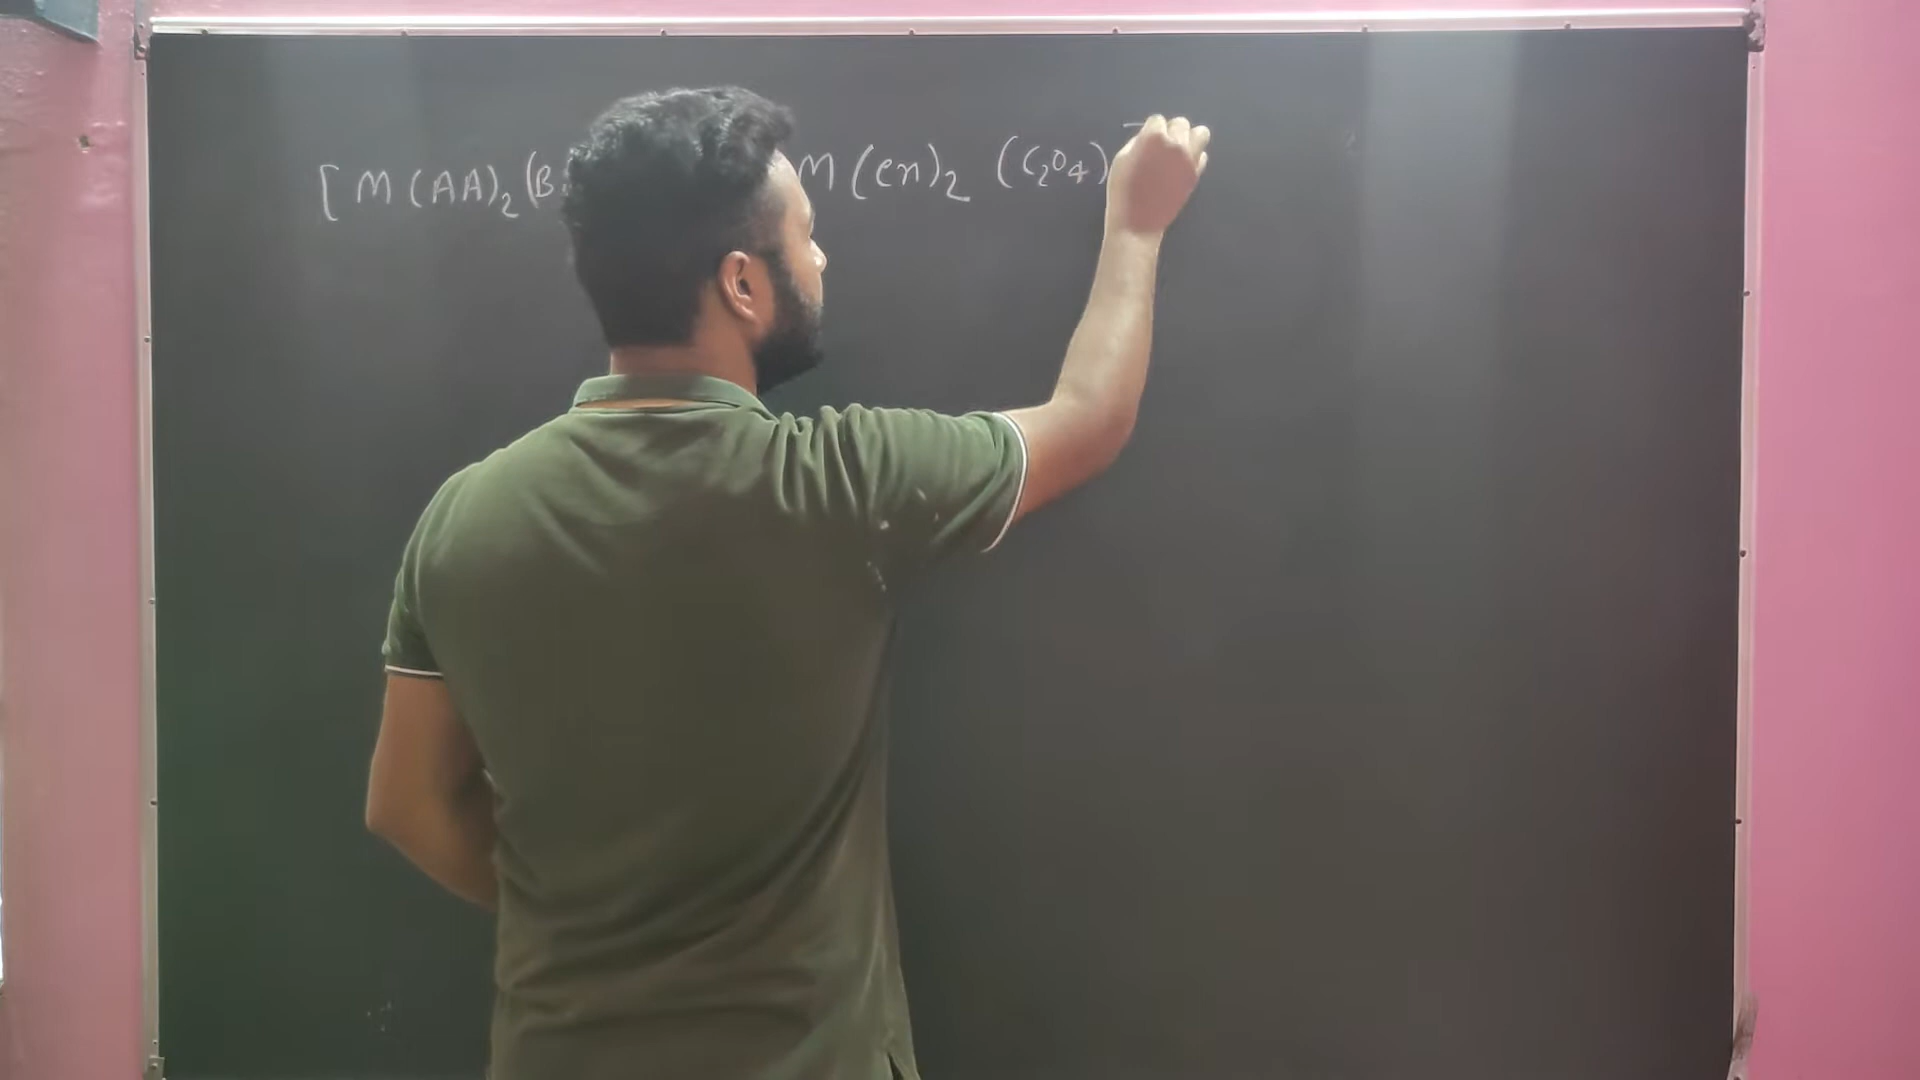 [ M (AA)₂ (B M (en)₂ (C₂O₄)